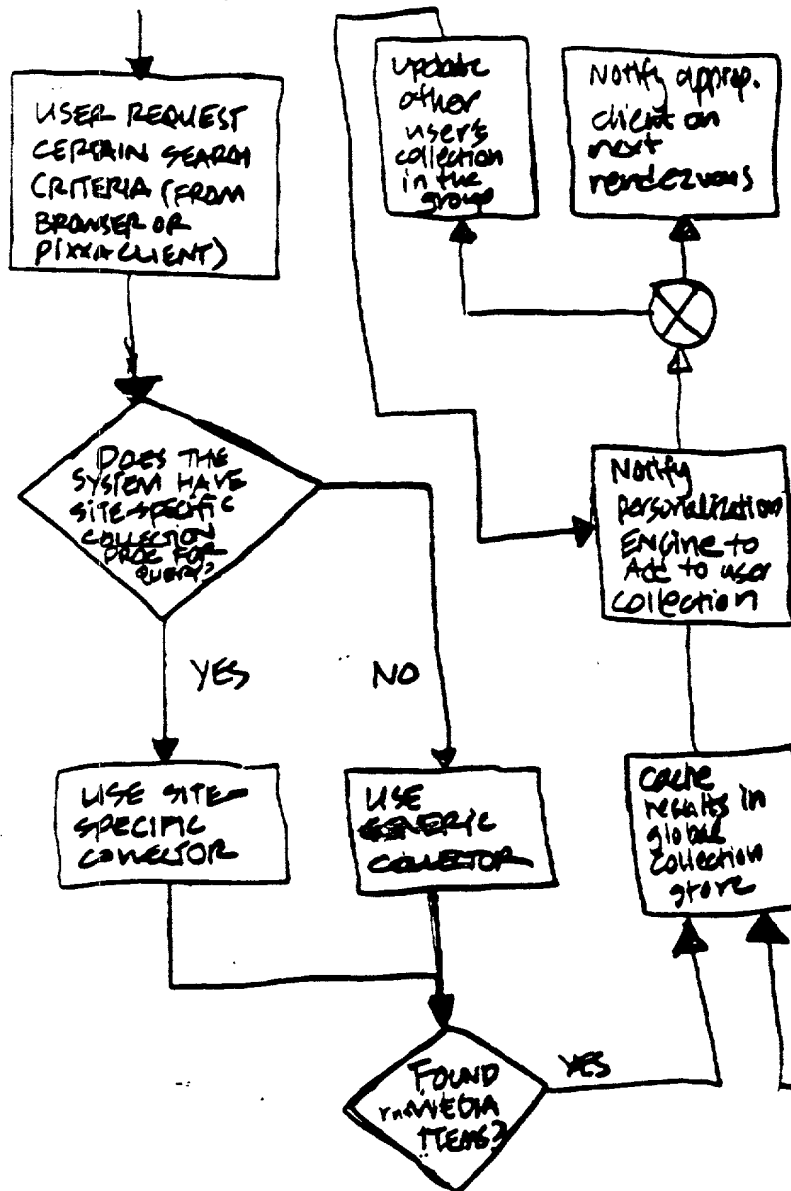 USER REQUEST
CERTAIN SEARCH
CRITERIA (FROM
BROWSER OR
PIXXA CLIENT)
update
other
user's
collection
in the
group
Notify approp.
client on
next
rendezvous
DOES THE
SYSTEM HAVE
SITE-SPECIFIC
COLLECTION
PROC FOR
QUERY?
Notify
personalization
ENGINE to
Add to user
collection
YES
NO
USE SITE-
SPECIFIC
COLLECTOR
USE
GENERIC
COLLECTOR
Cache
results in
global
collection
store
FOUND
MEDIA
ITEMS?
YES